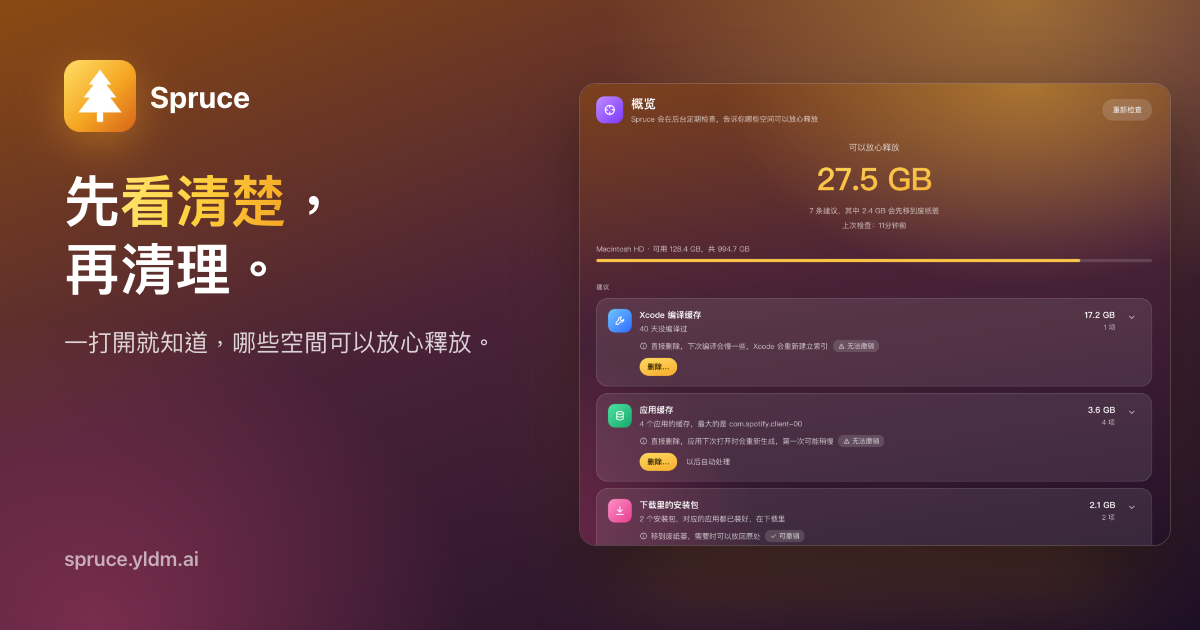 Spruce
先看清楚，
再清理。
一打開就知道，哪些空間可以放心釋放。
spruce.yldm.ai
概览
Spruce 会在后台定期检查，告诉你哪些空间可以放心释放
重新检查
可以放心释放
27.5 GB
7 条建议，其中 2.4 GB 会先移到废纸篓
上次检查：11分钟前
Macintosh HD · 可用 128.4 GB，共 994.7 GB
建议
Xcode 编译缓存
17.2 GB
40 天没编译过
1 项
直接删除，下次编译会慢一些，Xcode 会重新建立索引
无法撤销
删除...
应用缓存
3.6 GB
4 个应用的缓存，最大的是 com.spotify.client-00
4 项
直接删除，应用下次打开时会重新生成，第一次可能稍慢
无法撤销
删除...
以后自动处理
下载里的安装包
2.1 GB
2 个安装包，对应的应用都已装好，在下载里
2 项
移到废纸篓，需要时可以放回原处
可撤销